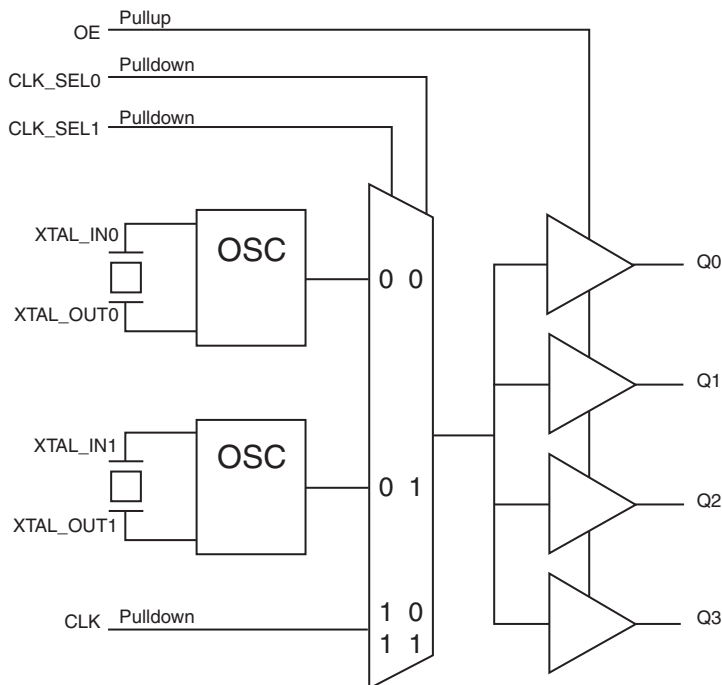 OE Pullup
CLK_SEL0 Pulldown
CLK_SEL1 Pulldown
XTAL_IN0
OSC
0 0
Q0
XTAL_OUT0
Q1
XTAL_IN1
OSC
0 1
Q2
XTAL_OUT1
CLK Pulldown
1 0
1 1
Q3